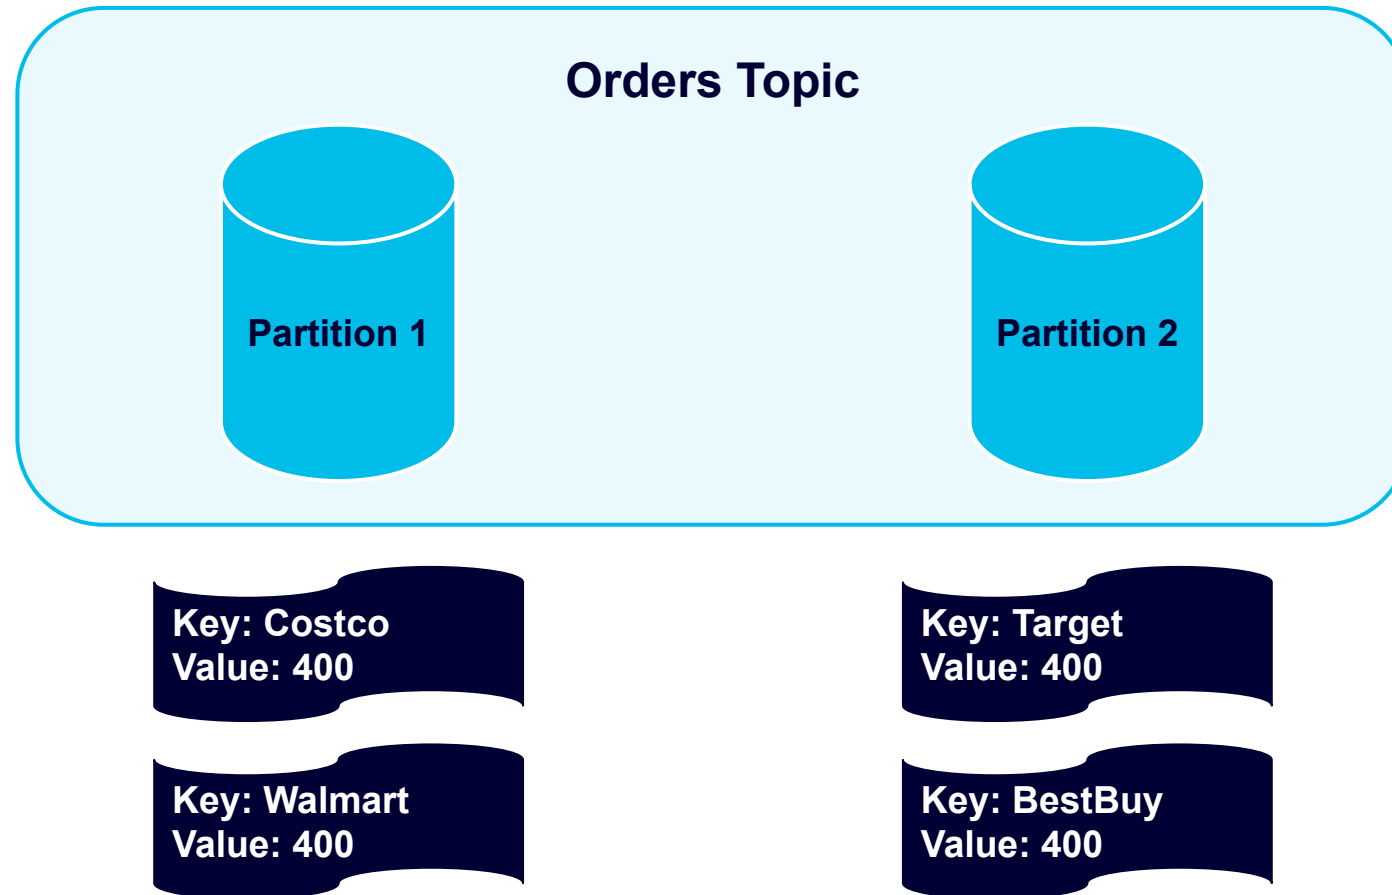 Orders Topic
Partition 1
Partition 2
Key: Costco
Value: 400
Key: Target
Value: 400
Key: Walmart
Value: 400
Key: BestBuy
Value: 400